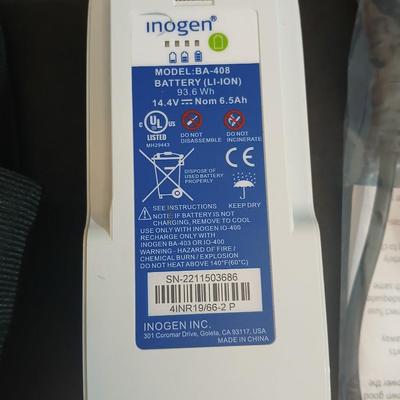 inogen®
MODEL: BA-408
BATTERY (LI-ION)
93.6 Wh
14.4V Nom 6.5Ah
C UL US
LISTED
MH29443
DO NOT DISASSEMBLE
DO NOT INCINERATE
DISPOSE OF USED BATTERY PROPERLY
CE
KEEP DRY
SEE INSTRUCTIONS
NOTE: IF BATTERY IS NOT
CHARGING, REMOVE TO COOL
USE ONLY WITH INOGEN IO-400
RECHARGE ONLY WITH
INOGEN BA-403 OR IO-400
WARNING - HAZARD OF FIRE /
CHEMICAL BURN / EXPLOSION
DO NOT HEAT ABOVE 140°F(60°C)
SN-2211503686
4INR19/66-2 P
INOGEN INC.
301 Coromar Drive, Goleta, CA 93117, USA
MADE IN CHINA